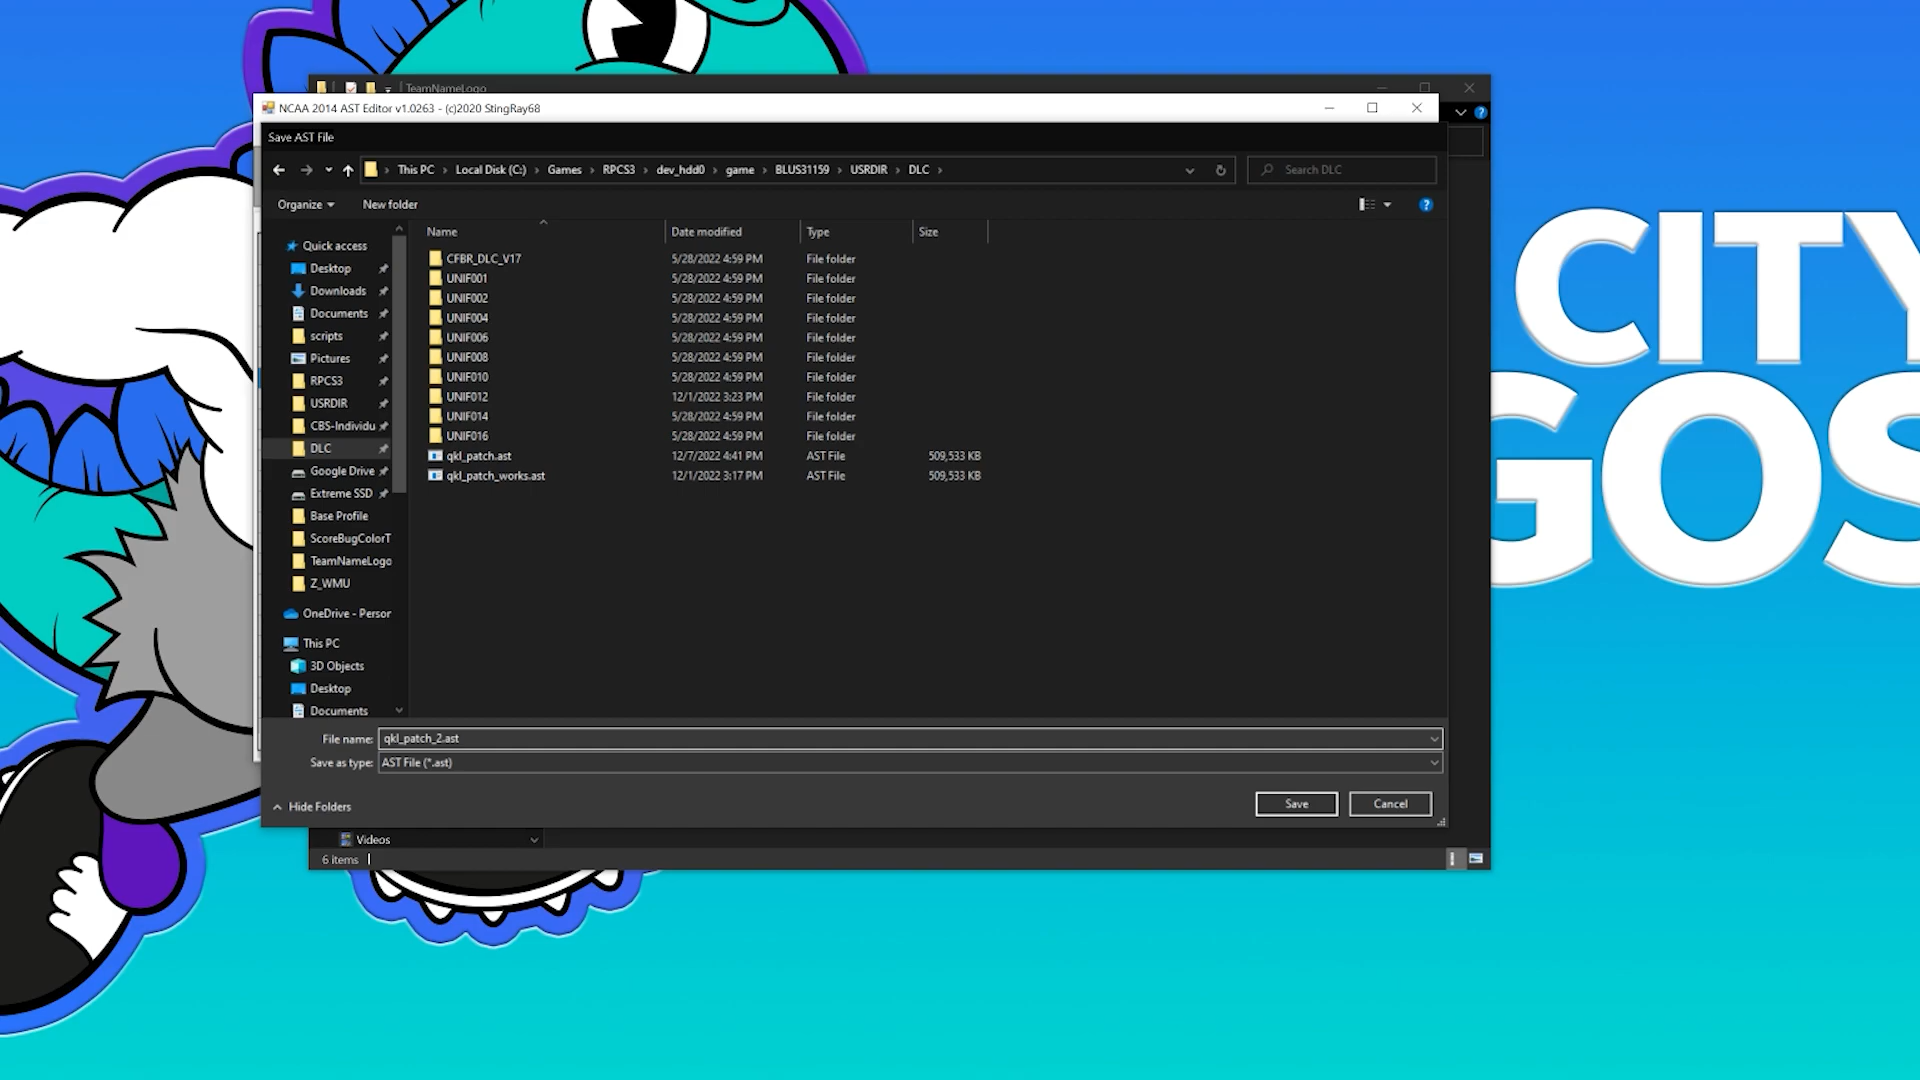 TeamNameLogo
NCAA 2014 AST Editor v1.0263 - (c)2020 StingRay68
Save AST File
This PC > Local Disk (C:) > Games > RPCS3 > dev_hdd0 > game > BLUS31159 > USRDIR > DLC >
Search DLC
Organize
New folder
Name Date modified Type Size
CFBR_DLC_V17 5/28/2022 4:59 PM File folder
UNIF001 5/28/2022 4:59 PM File folder
UNIF002 5/28/2022 4:59 PM File folder
UNIF004 5/28/2022 4:59 PM File folder
UNIF006 5/28/2022 4:59 PM File folder
UNIF008 5/28/2022 4:59 PM File folder
UNIF010 5/28/2022 4:59 PM File folder
UNIF012 12/1/2022 3:23 PM File folder
UNIF014 5/28/2022 4:59 PM File folder
UNIF016 5/28/2022 4:59 PM File folder
qkl_patch.ast 12/7/2022 4:41 PM AST File 509,533 KB
qkl_patch_works.ast 12/1/2022 3:17 PM AST File 509,533 KB
Quick access
Desktop
Downloads
Documents
scripts
Pictures
RPCS3
USRDIR
CBS-Individu
DLC
Google Drive
Extreme SSD
Base Profile
ScoreBugColorT
TeamNameLogo
Z_WMU
OneDrive - Person
This PC
3D Objects
Desktop
Documents
File name: qkl_patch_2.ast
Save as type: AST File (*.ast)
Hide Folders
Save
Cancel
Videos
6 items
CITY
GOS